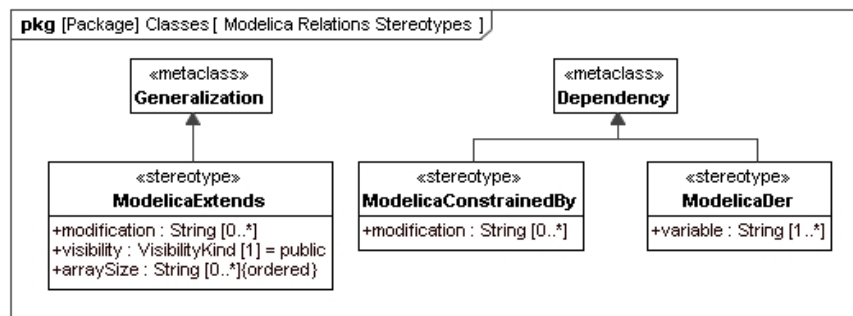 pkg [Package] Classes [ Modelica Relations Stereotypes ]
«metaclass»
Generalization
«metaclass»
Dependency
«stereotype»
ModelicaExtends
+modification : String [0..*]
+visibility : VisibilityKind [1] = public
+arraySize : String [0..*]{ordered}
«stereotype»
ModelicaConstrainedBy
+modification : String [0..*]
«stereotype»
ModelicaDer
+variable : String [1..*]